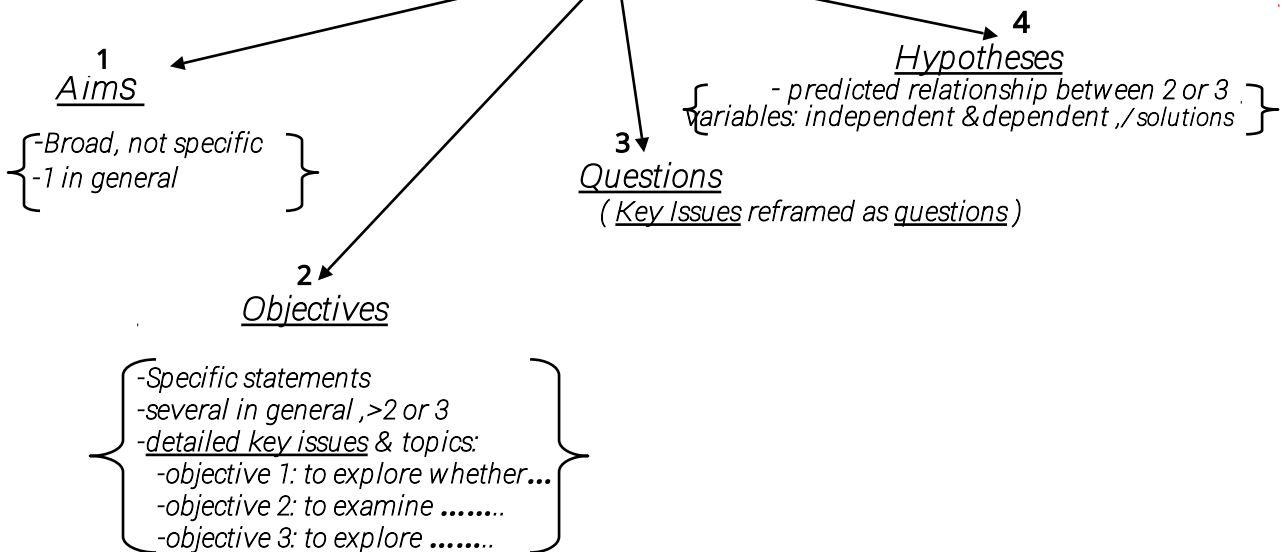 1
Aims
-Broad, not specific
-1 in general
2
Objectives
-Specific statements
-several in general ,>2 or 3
-detailed key issues & topics:
-objective 1: to explore whether...
-objective 2: to examine .........
-objective 3: to explore .........
3
Questions
( Key Issues reframed as questions )
4
Hypotheses
- predicted relationship between 2 or 3
variables: independent & dependent ,/ solutions